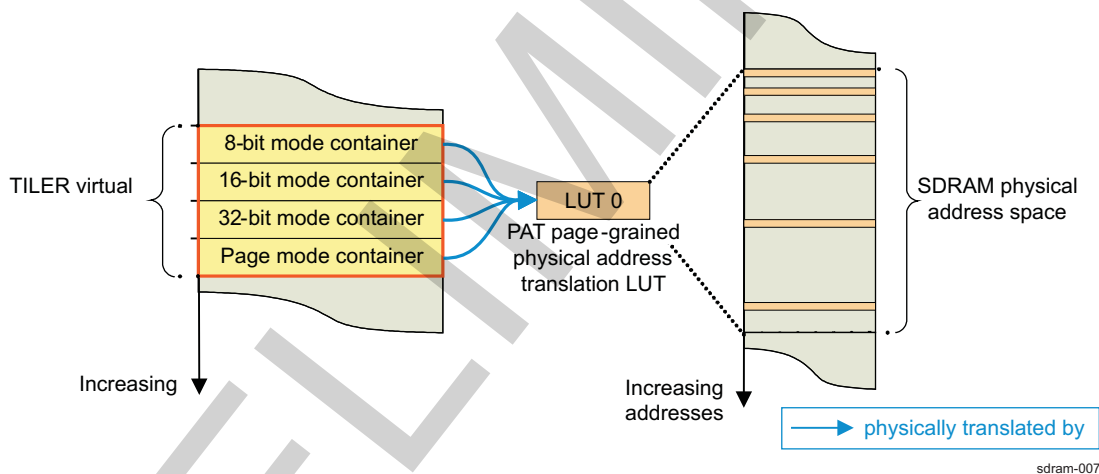 8-bit mode container
16-bit mode container
32-bit mode container
Page mode container
TILER virtual
Increasing
LUT 0
PAT page-grained
physical address
translation LUT
SDRAM physical
address space
Increasing
addresses
physically translated by
sdram-007